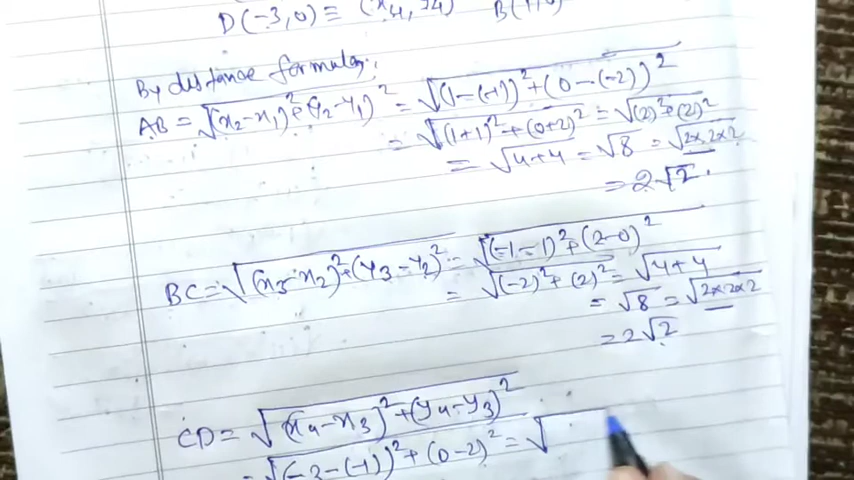 D(-3,0) ≡ (x4, y4) B(1,0)
By distance formula,
AB = √(x2-x1)²+(y2-y1)² = √(1-(-1))²+(0-(-2))²
= √(1+1)²+(0+2)² = √(2)²+(2)²
= √4+4 = √8 = √2×2×2
= 2√2.
BC = √(x3-x2)²+(y3-y2)² = √(-1-1)²+(2-0)²
= √(-2)²+(2)² = √4+4
= √8 = √2×2×2
= 2√2
CD = √(x4-x3)²+(y4-y3)²
= √(-3-(-1))²+(0-2)² = √